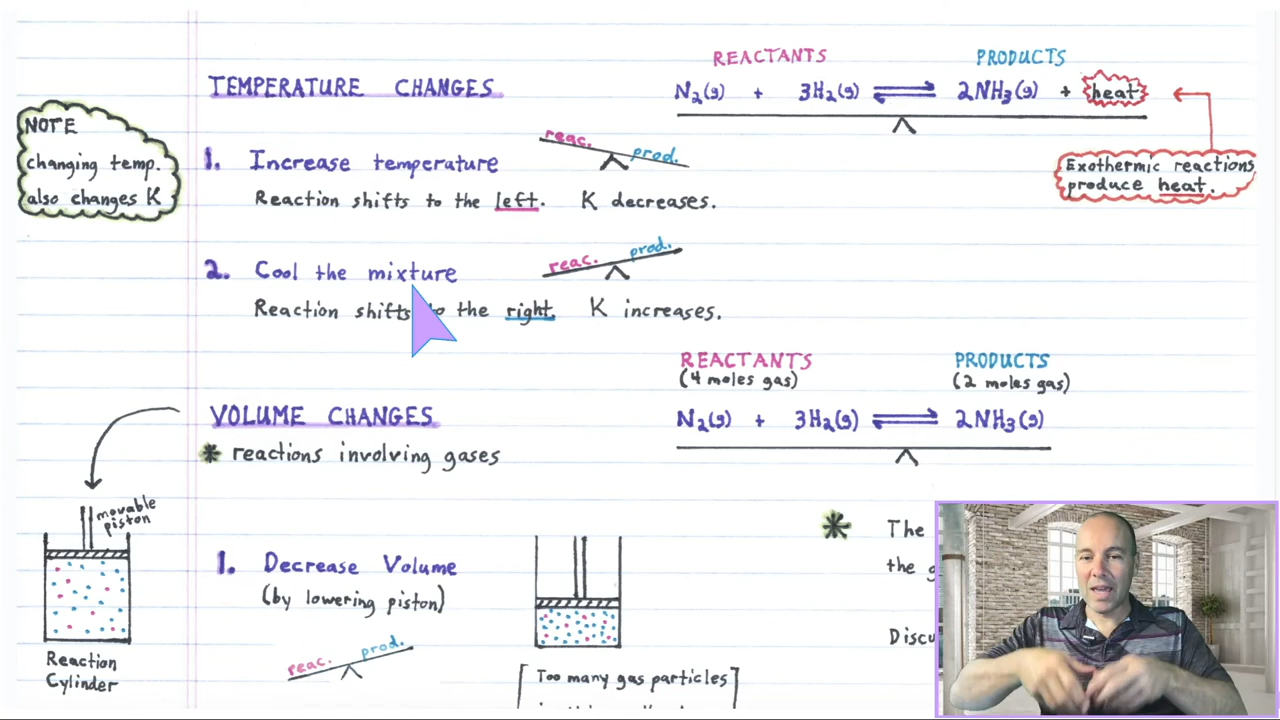 REACTANTS PRODUCTS
TEMPERATURE CHANGES
N₂(g) + 3H₂(g) ⇌ 2NH₃(g) + heat
NOTE
changing temp.
also changes K
reac. prod.
1. Increase temperature
Reaction shifts to the left. K decreases.
Exothermic reactions
produce heat.
reac. prod.
2. Cool the mixture
Reaction shifts to the right. K increases.
REACTANTS PRODUCTS
(4 moles gas) (2 moles gas)
VOLUME CHANGES
N₂(g) + 3H₂(g) ⇌ 2NH₃(g)
* reactions involving gases
movable
piston
Reaction
Cylinder
1. Decrease Volume
(by lowering piston)
reac. prod.
[Too many gas particles]
* The
the